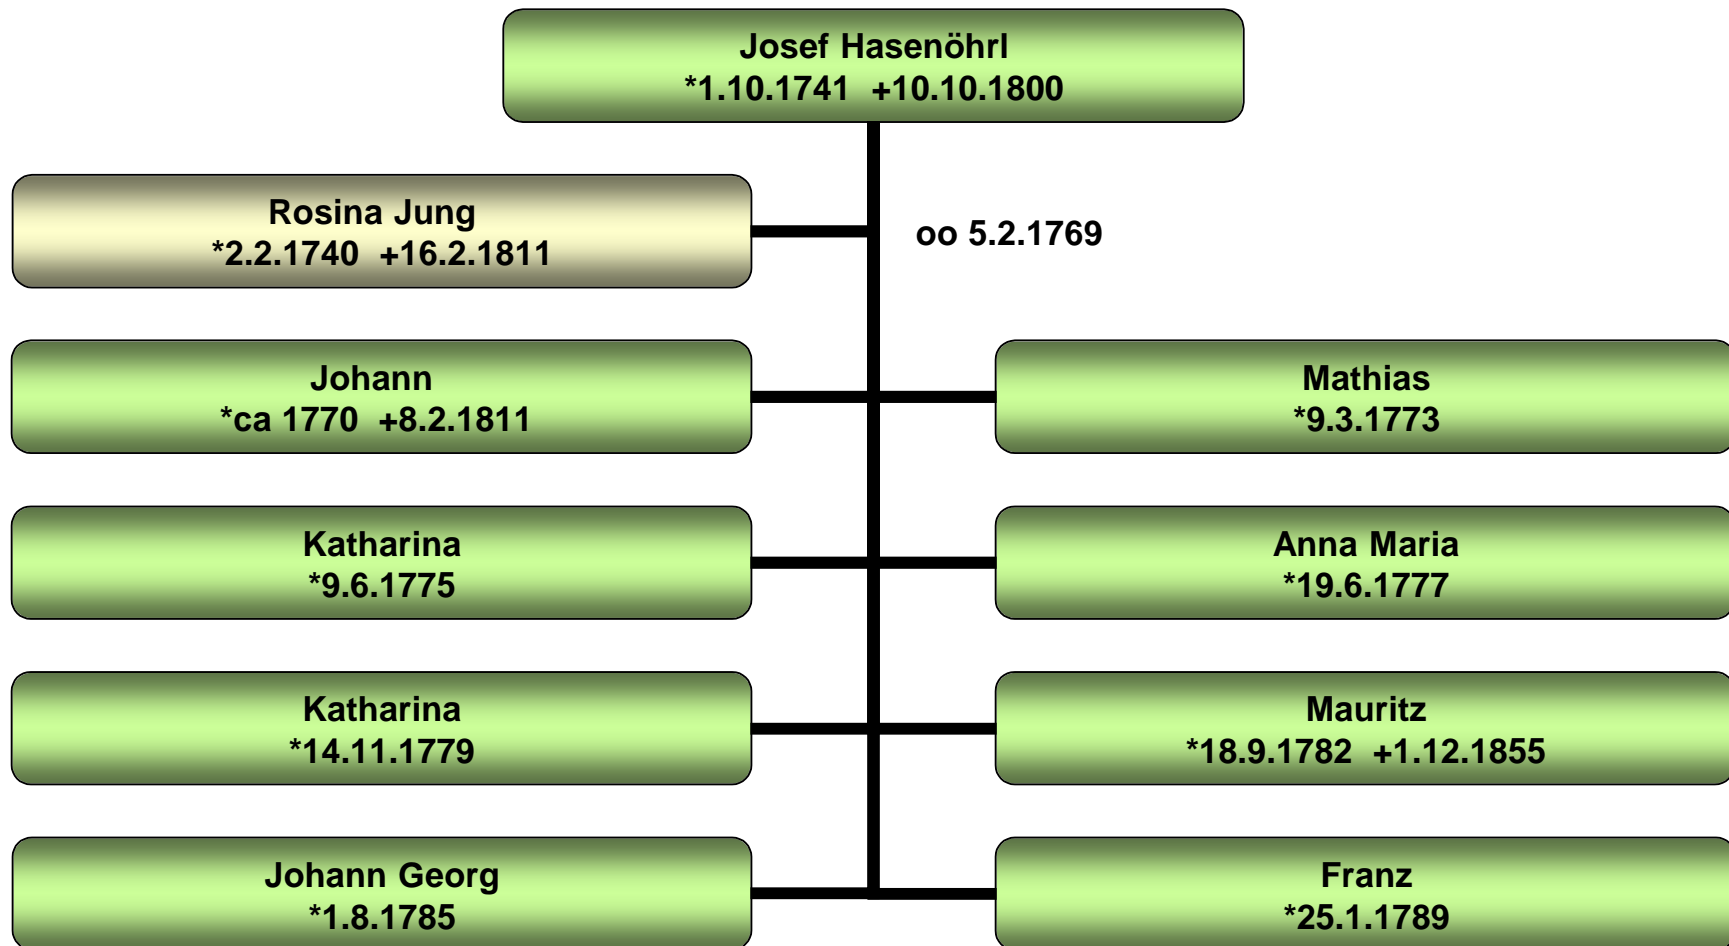 Josef Hasenöhrl
*1.10.1741 +10.10.1800
Rosina Jung
*2.2.1740 +16.2.1811
oo 5.2.1769
Johann
*ca 1770 +8.2.1811
Mathias
*9.3.1773
Katharina
*9.6.1775
Anna Maria
*19.6.1777
Katharina
*14.11.1779
Mauritz
*18.9.1782 +1.12.1855
Johann Georg
*1.8.1785
Franz
*25.1.1789